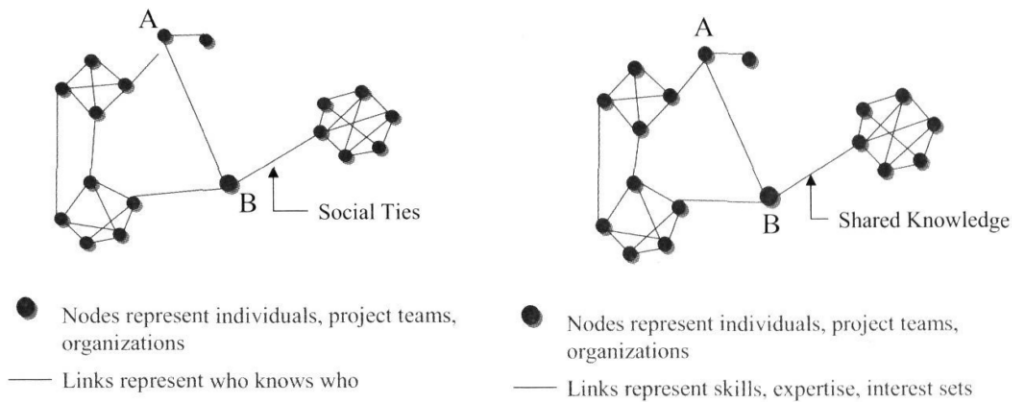 A
B
Social Ties
Nodes represent individuals, project teams,
organizations
Links represent who knows who
A
B
Shared Knowledge
Nodes represent individuals, project teams,
organizations
Links represent skills, expertise, interest sets